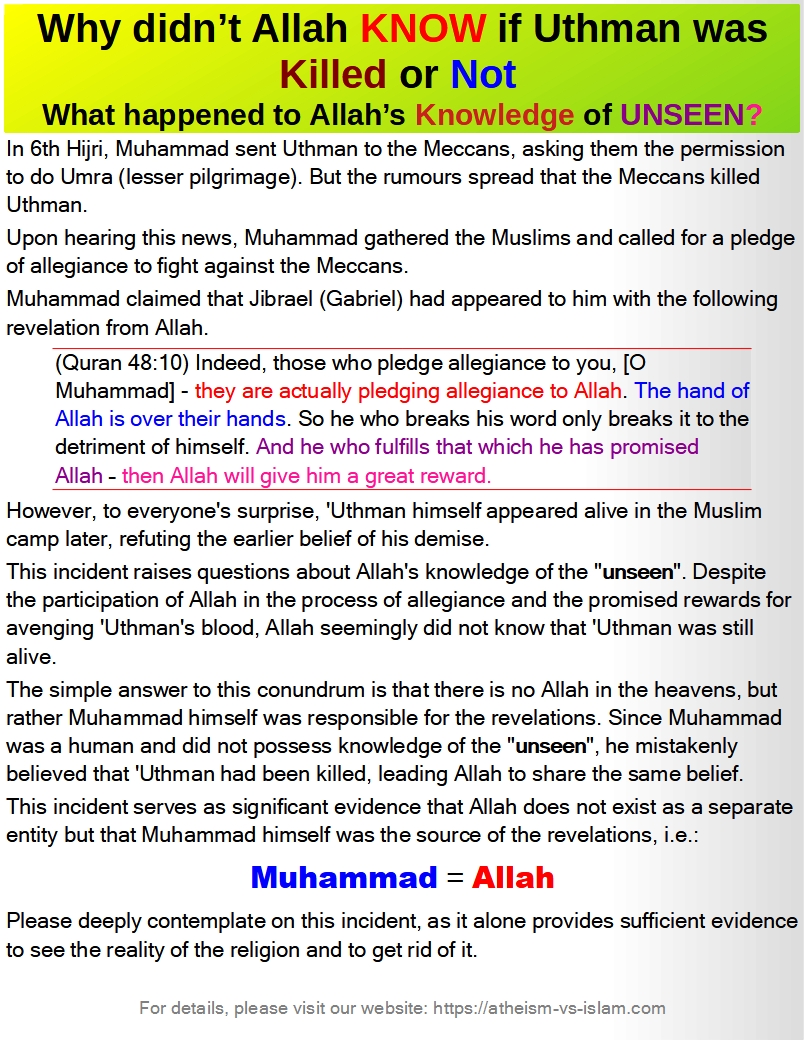 Why didn’t Allah KNOW if Uthman was
Killed or Not
What happened to Allah’s Knowledge of UNSEEN?
In 6th Hijri, Muhammad sent Uthman to the Meccans, asking them the permission
to do Umra (lesser pilgrimage). But the rumours spread that the Meccans killed
Uthman.
Upon hearing this news, Muhammad gathered the Muslims and called for a pledge
of allegiance to fight against the Meccans.
Muhammad claimed that Jibrael (Gabriel) had appeared to him with the following
revelation from Allah.
(Quran 48:10) Indeed, those who pledge allegiance to you, [O
Muhammad] - they are actually pledging allegiance to Allah. The hand of
Allah is over their hands. So he who breaks his word only breaks it to the
detriment of himself. And he who fulfills that which he has promised
Allah - then Allah will give him a great reward.
However, to everyone's surprise, 'Uthman himself appeared alive in the Muslim
camp later, refuting the earlier belief of his demise.
This incident raises questions about Allah's knowledge of the "unseen". Despite
the participation of Allah in the process of allegiance and the promised rewards for
avenging 'Uthman's blood, Allah seemingly did not know that 'Uthman was still
alive.
The simple answer to this conundrum is that there is no Allah in the heavens, but
rather Muhammad himself was responsible for the revelations. Since Muhammad
was a human and did not possess knowledge of the "unseen", he mistakenly
believed that 'Uthman had been killed, leading Allah to share the same belief.
This incident serves as significant evidence that Allah does not exist as a separate
entity but that Muhammad himself was the source of the revelations, i.e.:
Muhammad = Allah
Please deeply contemplate on this incident, as it alone provides sufficient evidence
to see the reality of the religion and to get rid of it.
For details, please visit our website: https://atheism-vs-islam.com